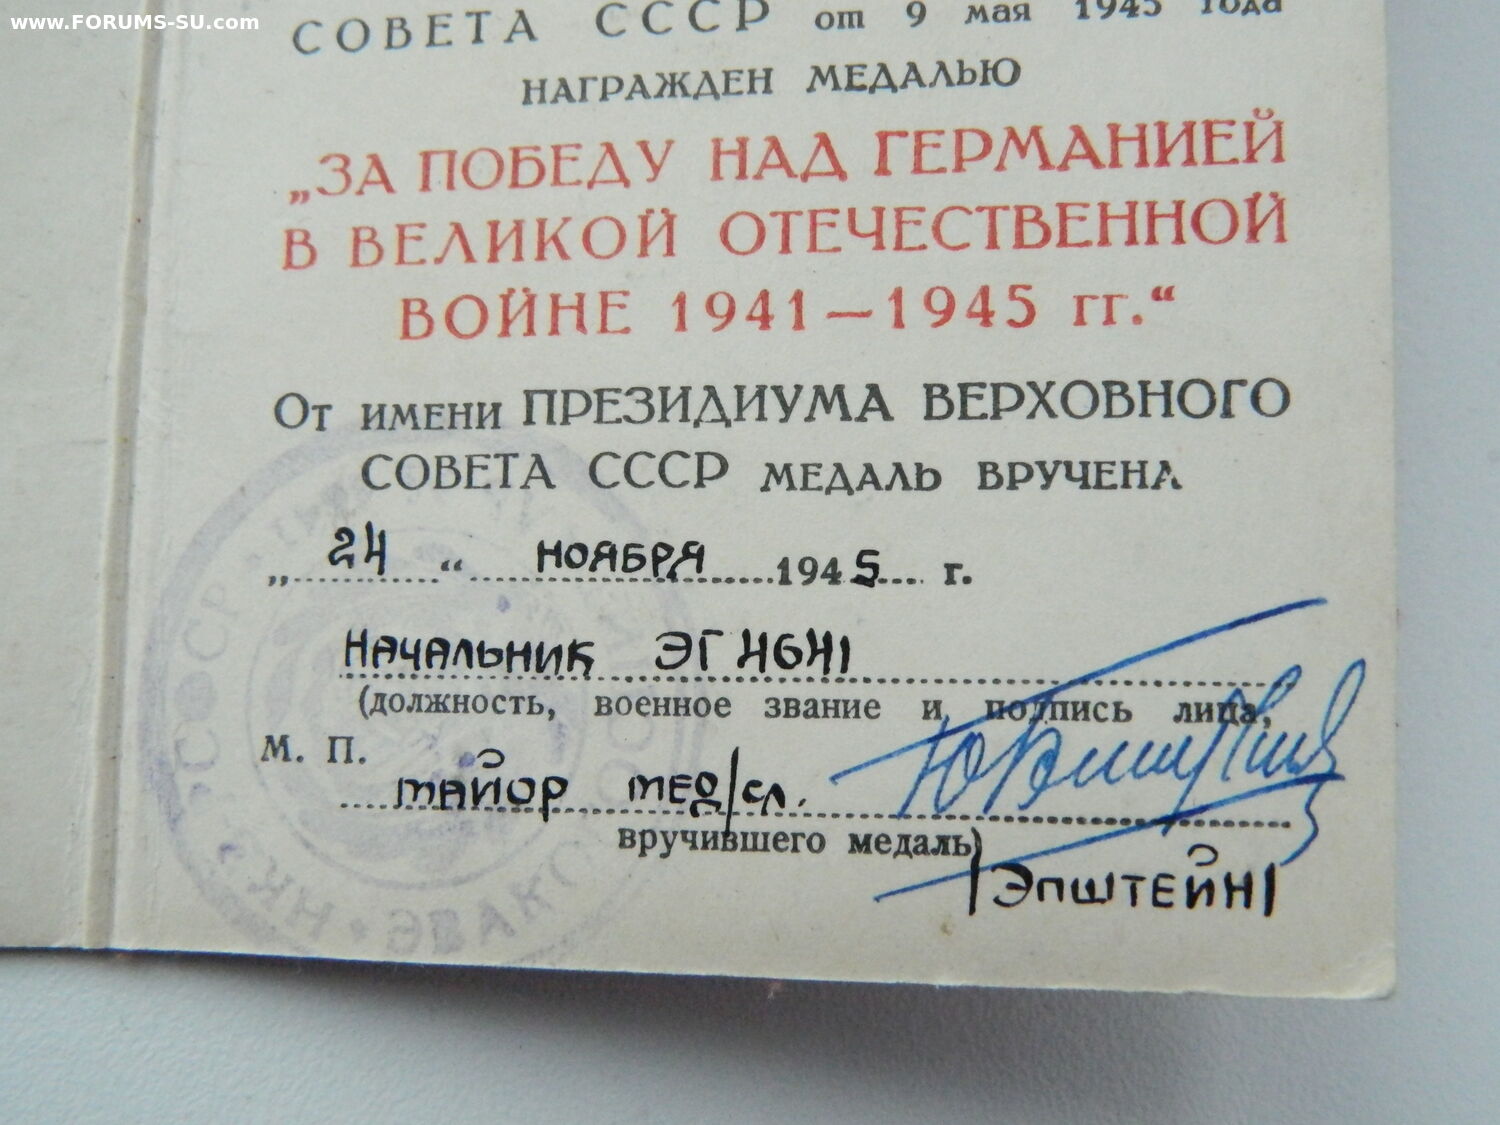 www.FORUMS-SU.com
СОВЕТА СССР от 9 мая 1945 года
НАГРАЖДЕН МЕДАЛЬЮ
„ЗА ПОБЕДУ НАД ГЕРМАНИЕЙ
В ВЕЛИКОЙ ОТЕЧЕСТВЕННОЙ
ВОЙНЕ 1941—1945 гг.“
От имени ПРЕЗИДИУМА ВЕРХОВНОГО
СОВЕТА СССР МЕДАЛЬ ВРУЧЕНА
„24“ ноября 1945 г.
Начальник ЭГ 4641
(должность, военное звание и подпись лица,
М. П.
майор мед/сл.
вручившего медаль)
/Эпштейн/